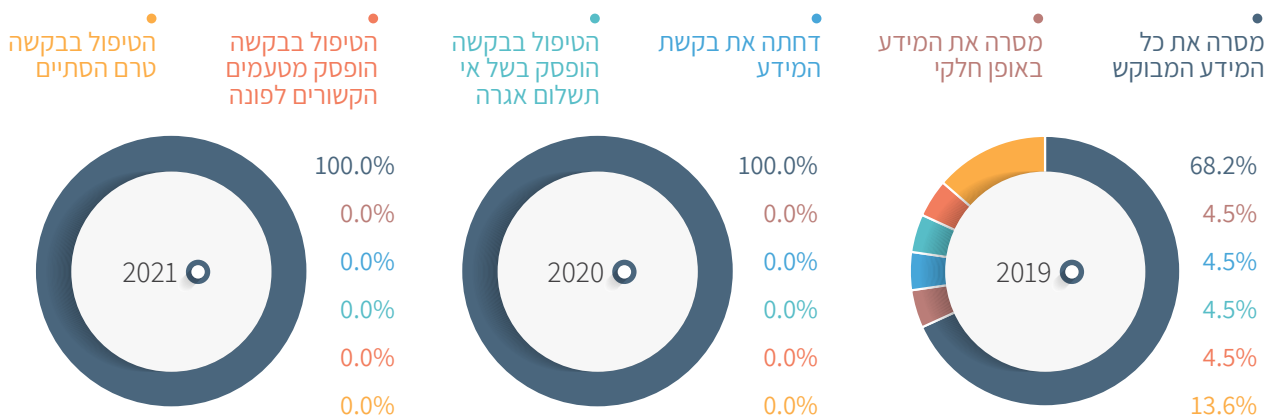 מסרה את כל
המידע המבוקש
מסרה את המידע
באופן חלקי
דחתה את בקשת
המידע
הטיפול בבקשה
הופסק בשל אי
תשלום אגרה
הטיפול בבקשה
הופסק מטעמים
הקשורים לפונה
הטיפול בבקשה
טרם הסתיים
2019
68.2%
4.5%
4.5%
4.5%
4.5%
13.6%
2020
100.0%
0.0%
0.0%
0.0%
0.0%
0.0%
2021
100.0%
0.0%
0.0%
0.0%
0.0%
0.0%